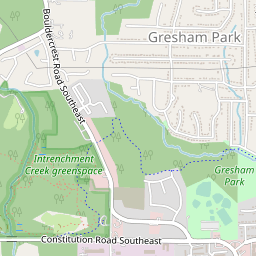 Gresham Park
Bouldercrest Road Southeast
Intrenchment
Creek greenspace
Gresham
Park
Constitution Road Southeast